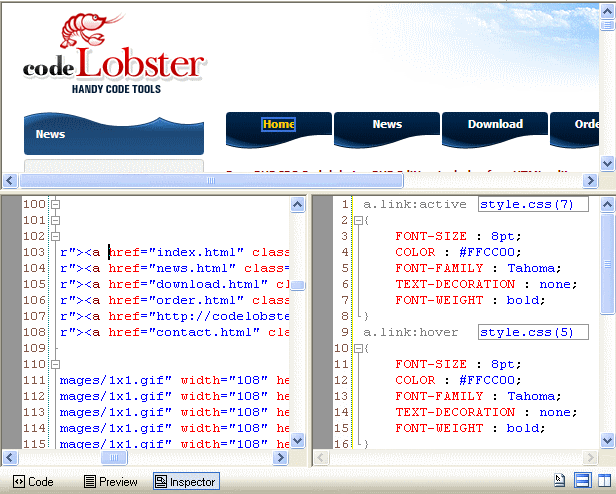 codeLobster
HANDY CODE TOOLS
News
Home News Download Orde
100
101
102
103 r"><a href="index.html" class
104 r"><a href="news.html" class=
105 r"><a href="download.html" cl
106 r"><a href="order.html" class
107 r"><a href="http://codelobste
108 r"><a href="contact.html" cla
109
110
111 mages/1x1.gif" width="108" he
112 mages/1x1.gif" width="108" he
113 mages/1x1.gif" width="108" he
114 mages/1x1.gif" width="108" he
115 mages/1x1.gif" width="108" he
1 a.link:active style.css(7)
2 {
3 FONT-SIZE : 8pt;
4 COLOR : #FFCC00;
5 FONT-FAMILY : Tahoma;
6 TEXT-DECORATION : none;
7 FONT-WEIGHT : bold;
8 }
9 a.link:hover style.css(5)
10 {
11 FONT-SIZE : 8pt;
12 COLOR : #FFCC00;
13 FONT-FAMILY : Tahoma;
14 TEXT-DECORATION : none;
15 FONT-WEIGHT : bold;
16 }
Code Preview Inspector